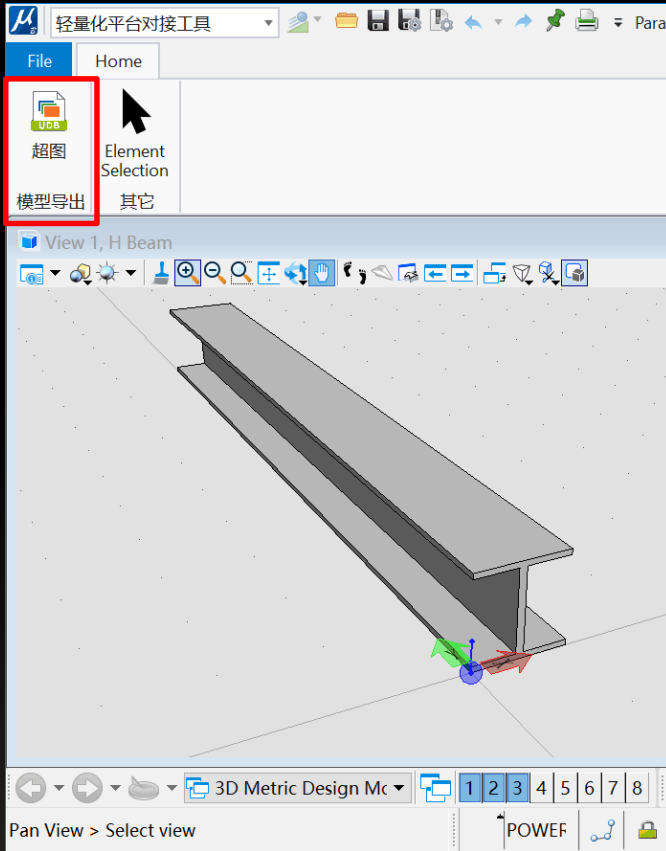 轻量化平台对接工具
Para
File
Home
UDB
超图
Element
Selection
模型导出
其它
View 1, H Beam
3D Metric Design Mc
1 2 3 4 5 6 7 8
Pan View > Select view
POWER